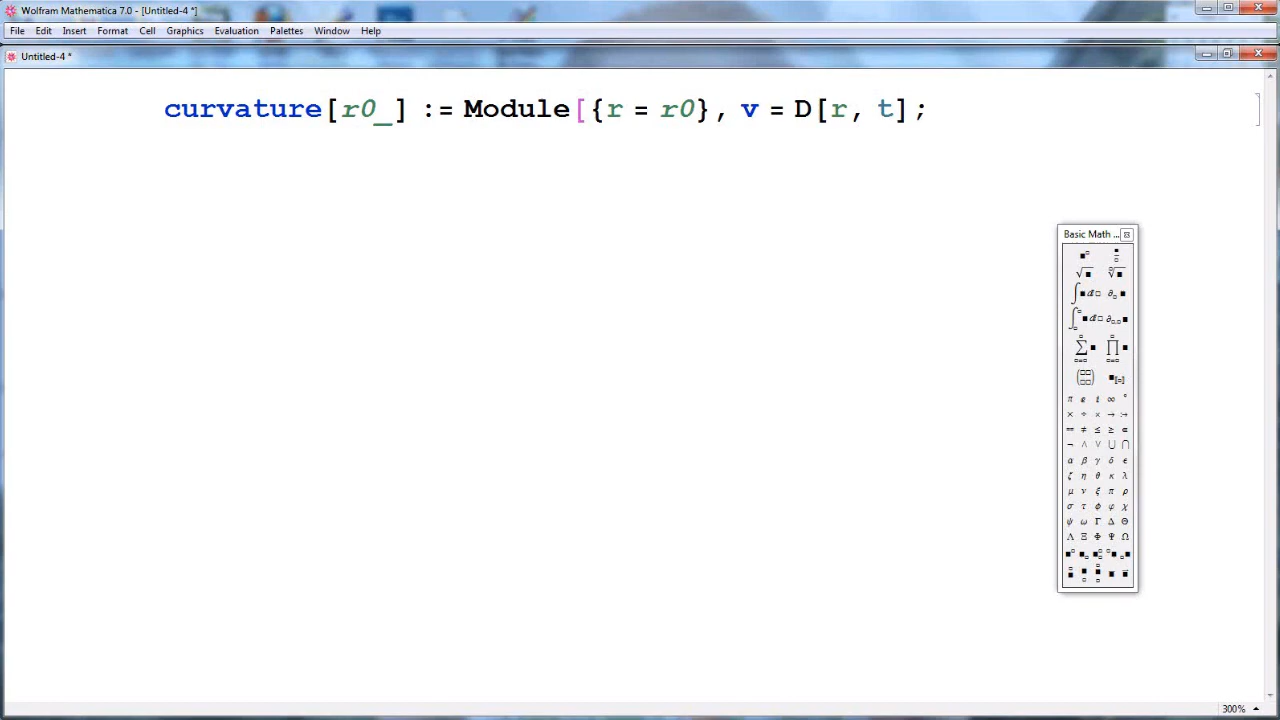 Wolfram Mathematica 7.0 - [Untitled-4 *]
File Edit Insert Format Cell Graphics Evaluation Palettes Window Help
Untitled-4 *
curvature[r0_] := Module[{r = r0}, v = D[r, t];
Basic Math ...
■□ ■/□
√■ □√■
∫■ⅆ□ ∂□ ■
∫■ⅆ□ ∂□,□ ■
∑■ ∏■
(□□ □□) ■[□]
π ⅇ ⅈ ∞ °
× ÷ × → :→
== ≠ ≤ ≥ ∈
¬ ∧ ∨ ∪ ∩
α β γ δ ϵ
ζ η θ κ λ
μ ν ξ π ρ
σ τ ϕ φ χ
ψ ω Γ Δ Θ
Λ Ξ Φ Ψ Ω
300%